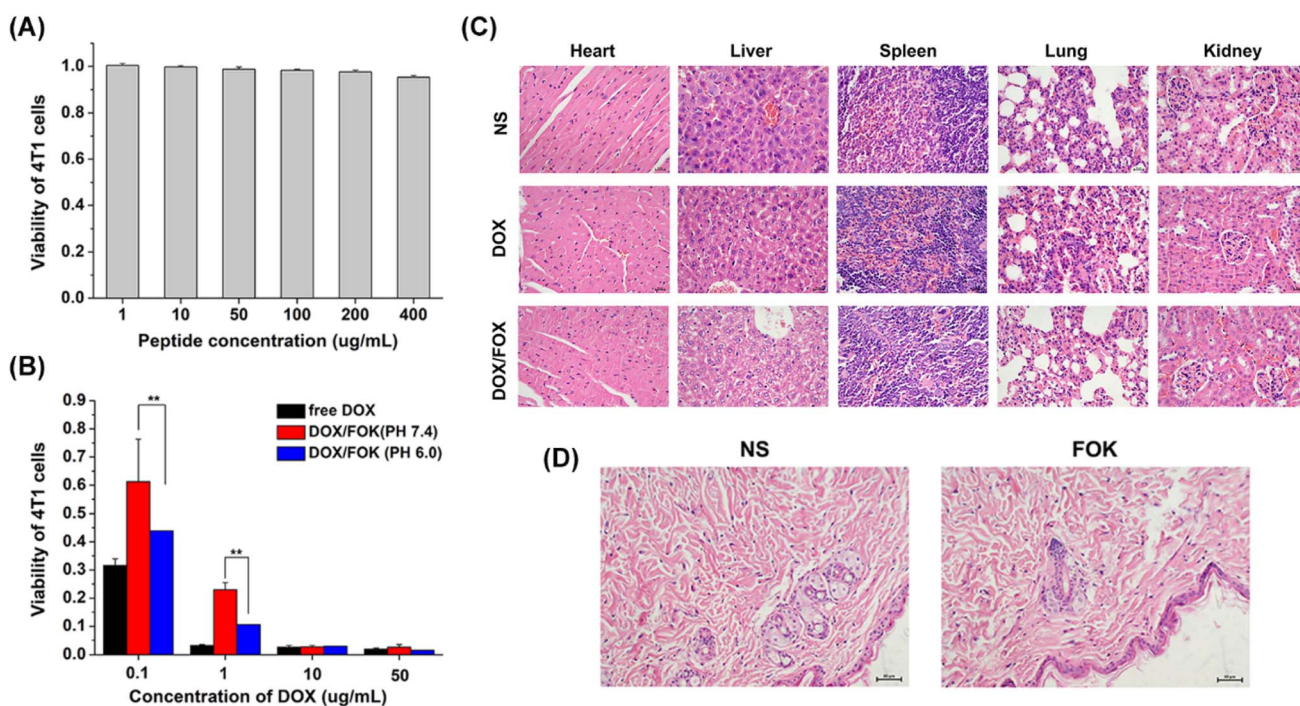 (A)
Viability of 4T1 cells
1.0
0.8
0.6
0.4
0.2
0.0
1 10 50 100 200 400
Peptide concentration (ug/mL)
(B)
Viability of 4T1 cells
0.9
0.8
0.7
0.6
0.5
0.4
0.3
0.2
0.1
0.0
**
**
free DOX
DOX/FOK(PH 7.4)
DOX/FOK (PH 6.0)
0.1 1 10 50
Concentration of DOX (ug/mL)
(C)
Heart Liver Spleen Lung Kidney
NS
DOX
DOX/FOX
(D)
NS FOK